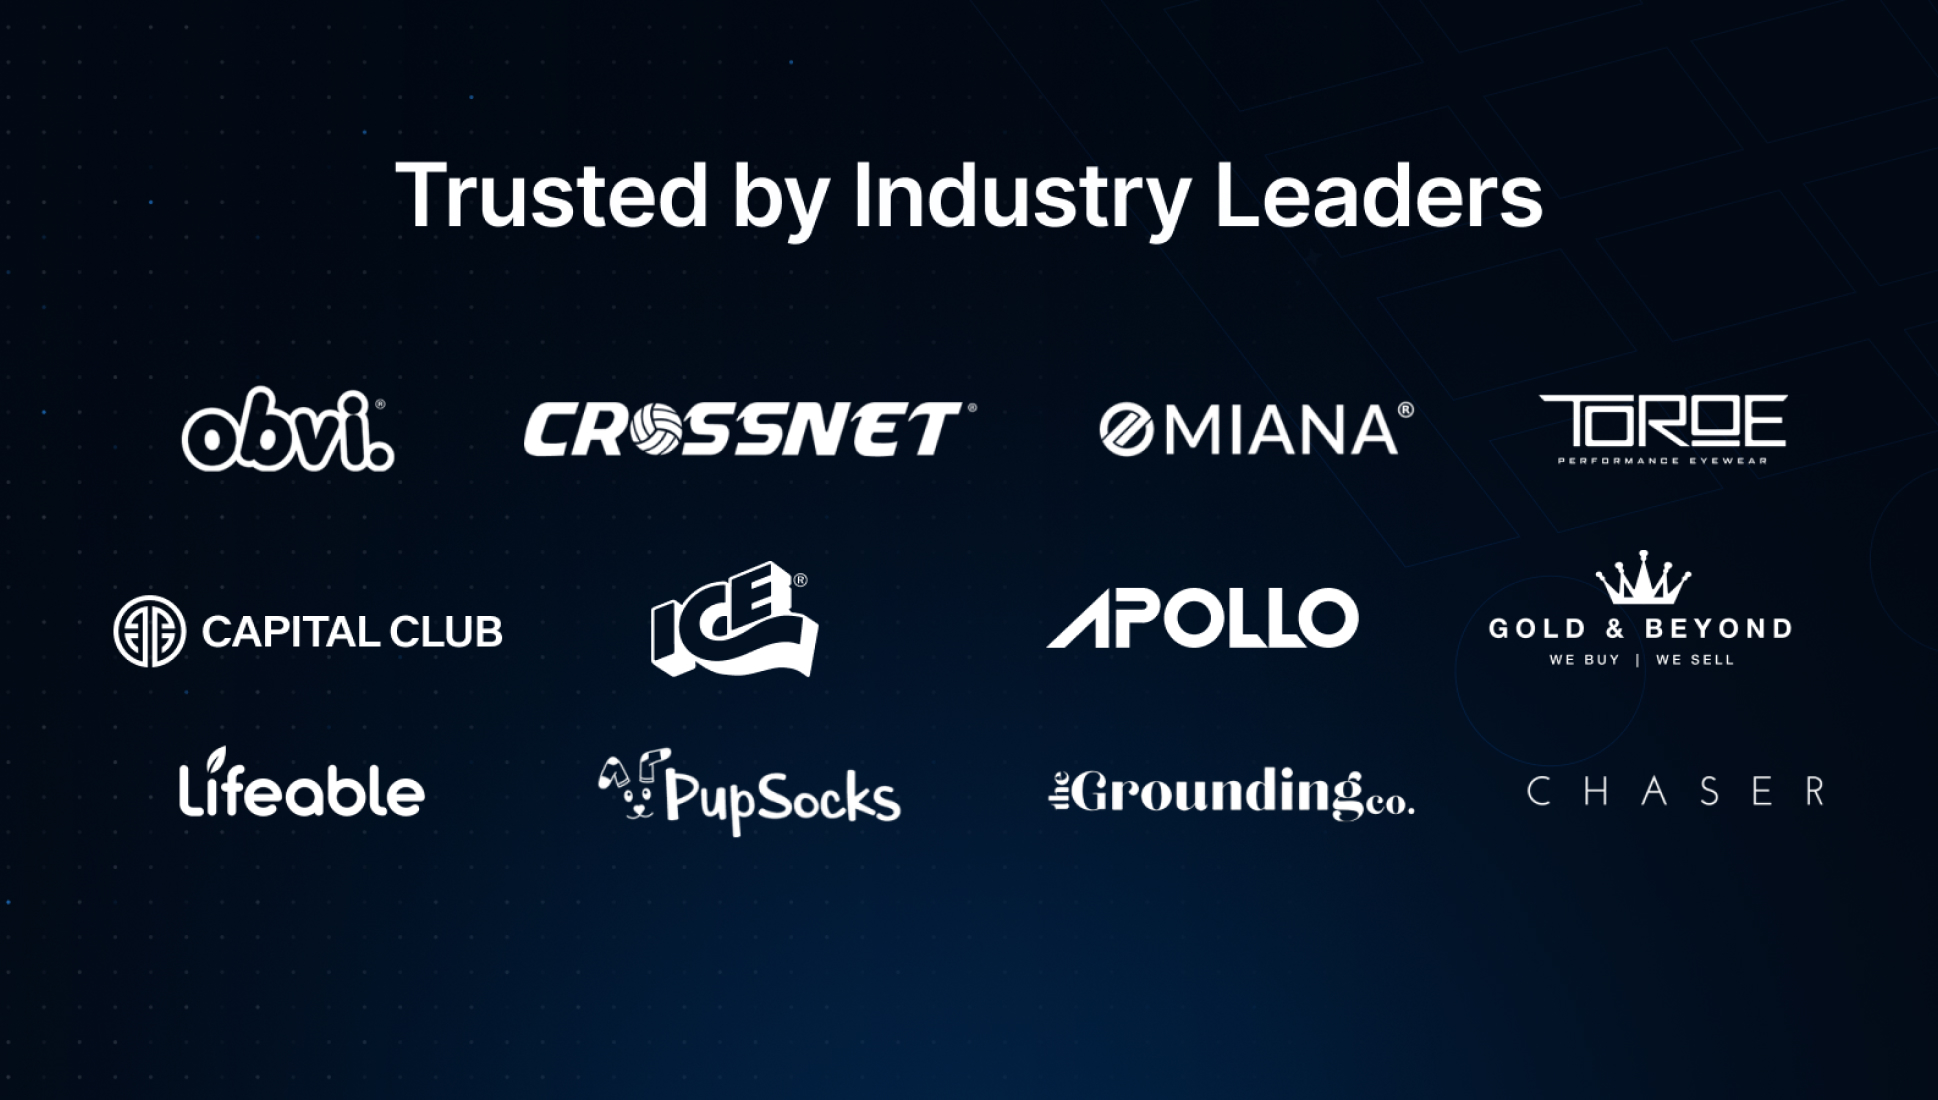 Trusted by Industry Leaders
obvi.®
CROSSNET®
MIANA®
TOROE
PERFORMANCE EYEWEAR
CAPITAL CLUB
ICE®
APOLLO
GOLD & BEYOND
WE BUY | WE SELL
Lifeable
PupSocks
the Grounding co.
CHASER